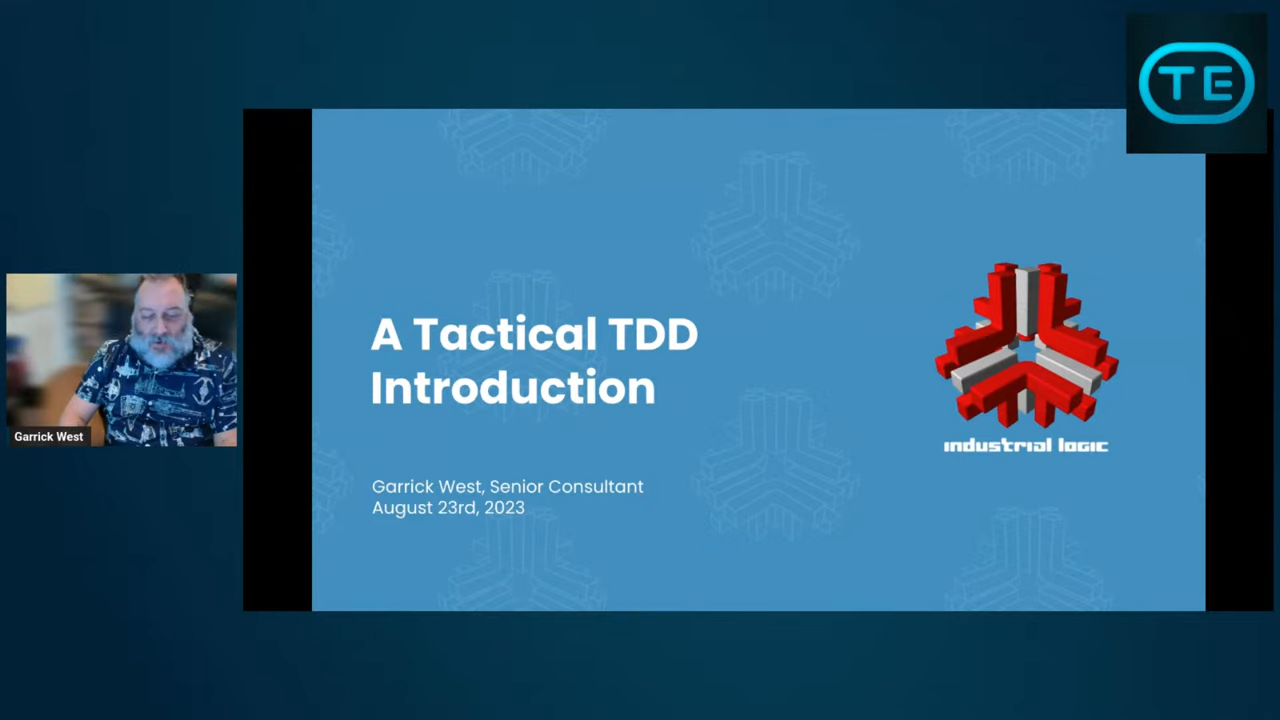 TE
A Tactical TDD
Introduction
industrial logic
Garrick West
Garrick West, Senior Consultant
August 23rd, 2023